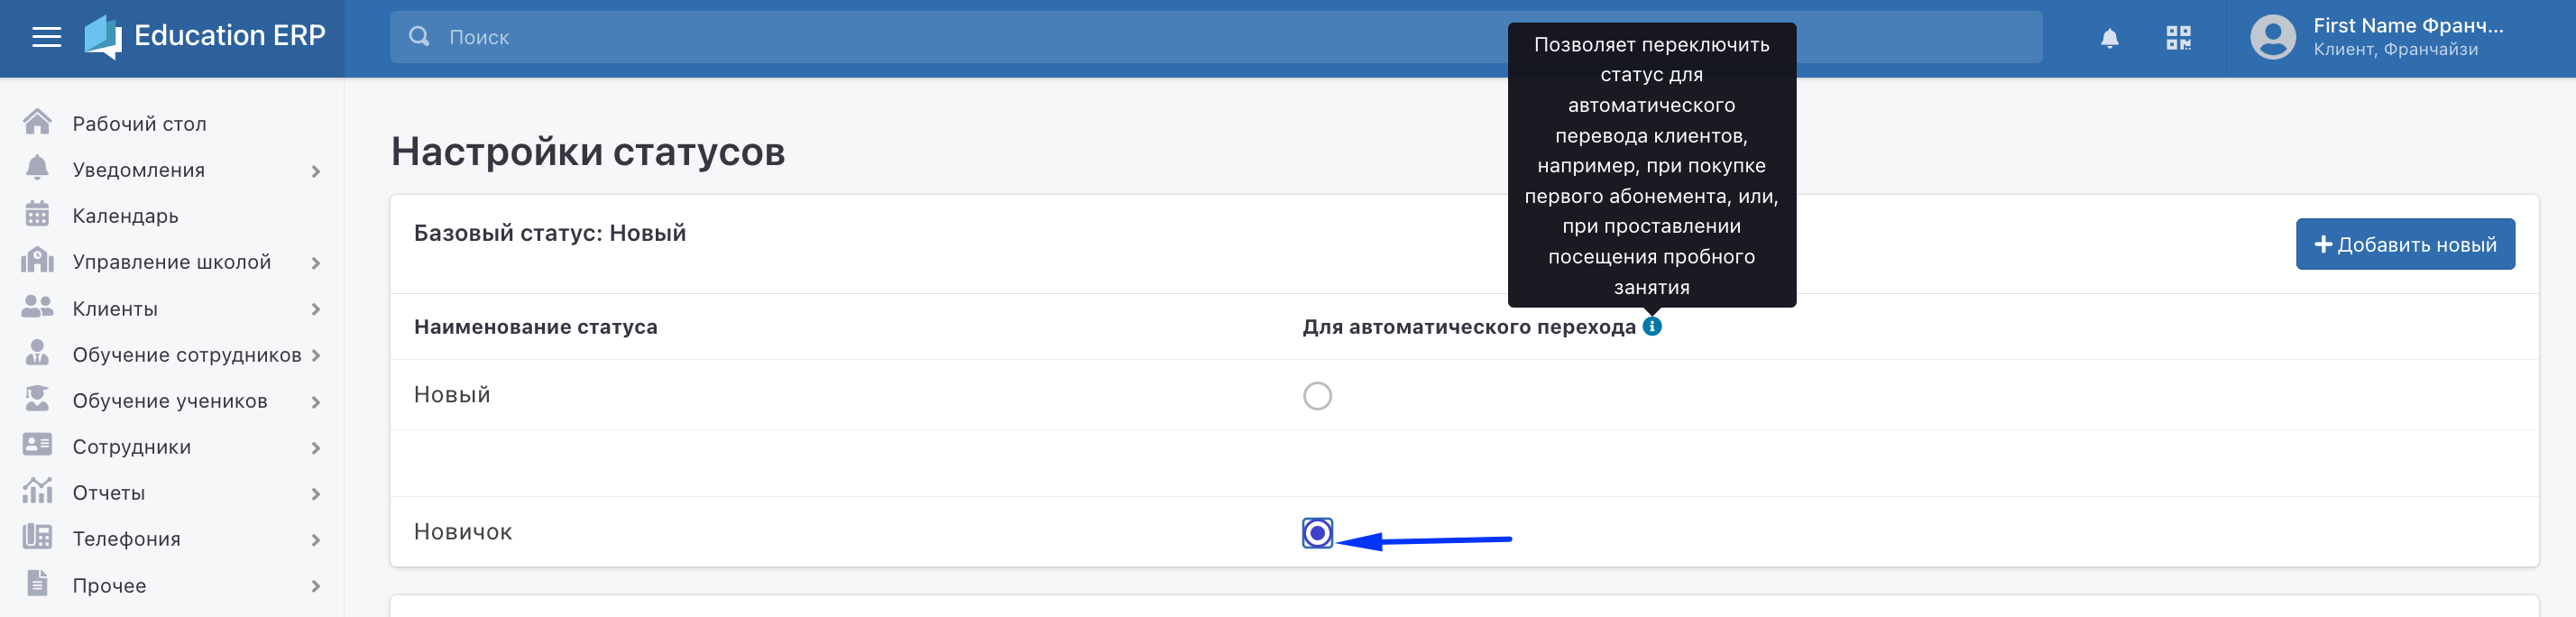 Education ERP
Поиск
First Name Франч...
Клиент, Франчайзи
Позволяет переключить
статус для
автоматического
перевода клиентов,
например, при покупке
первого абонемента, или,
при проставлении
посещения пробного
занятия
Рабочий стол
Уведомления
Календарь
Управление школой
Клиенты
Обучение сотрудников
Обучение учеников
Сотрудники
Отчеты
Телефония
Прочее
Настройки статусов
Базовый статус: Новый
Добавить новый
Наименование статуса
Для автоматического перехода
Новый
Новичок